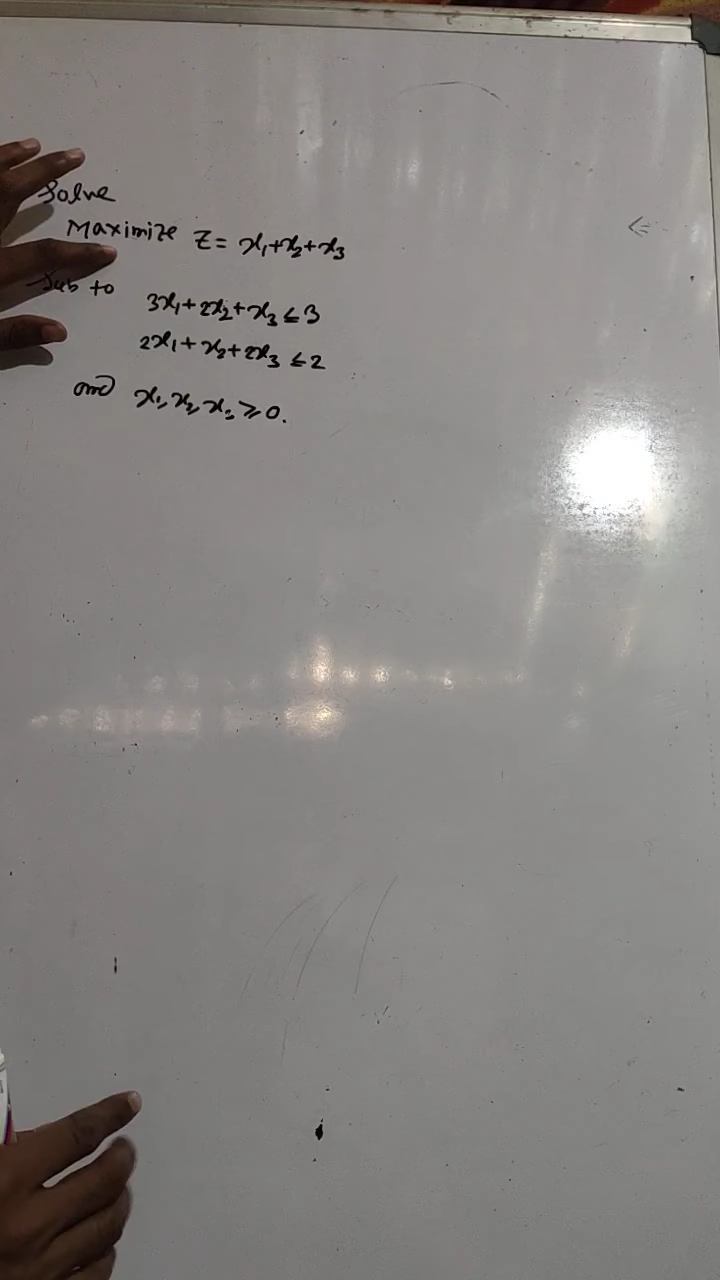 Solve
Maximize Z = x₁+x₂+x₃
Sub to
3x₁+2x₂+x₃ ≤ 3
2x₁+x₂+2x₃ ≤ 2
and x₁, x₂, x₃ ≥ 0.